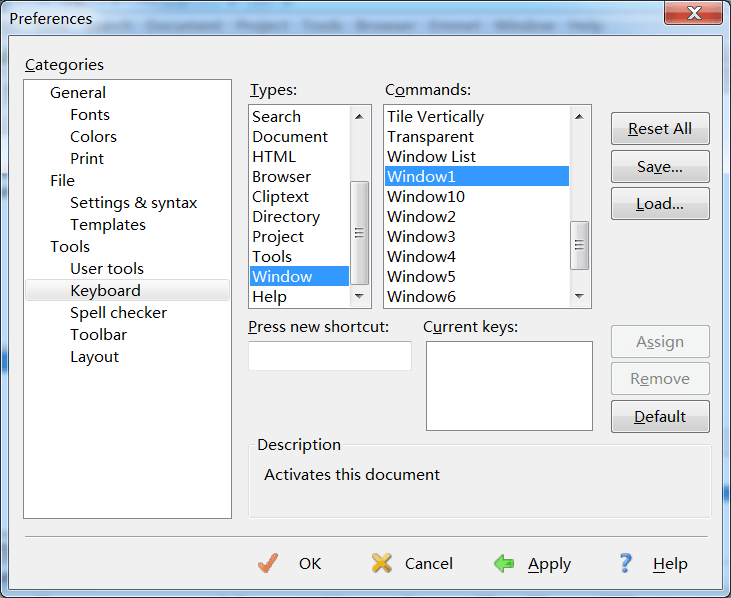 Preferences
Categories
General
Fonts
Colors
Print
File
Settings & syntax
Templates
Tools
User tools
Keyboard
Spell checker
Toolbar
Layout
Types:
Search
Document
HTML
Browser
Cliptext
Directory
Project
Tools
Window
Help
Commands:
Tile Vertically
Transparent
Window List
Window1
Window10
Window2
Window3
Window4
Window5
Window6
Reset All
Save...
Load...
Press new shortcut:
Current keys:
Assign
Remove
Default
Description
Activates this document
OK
Cancel
Apply
Help